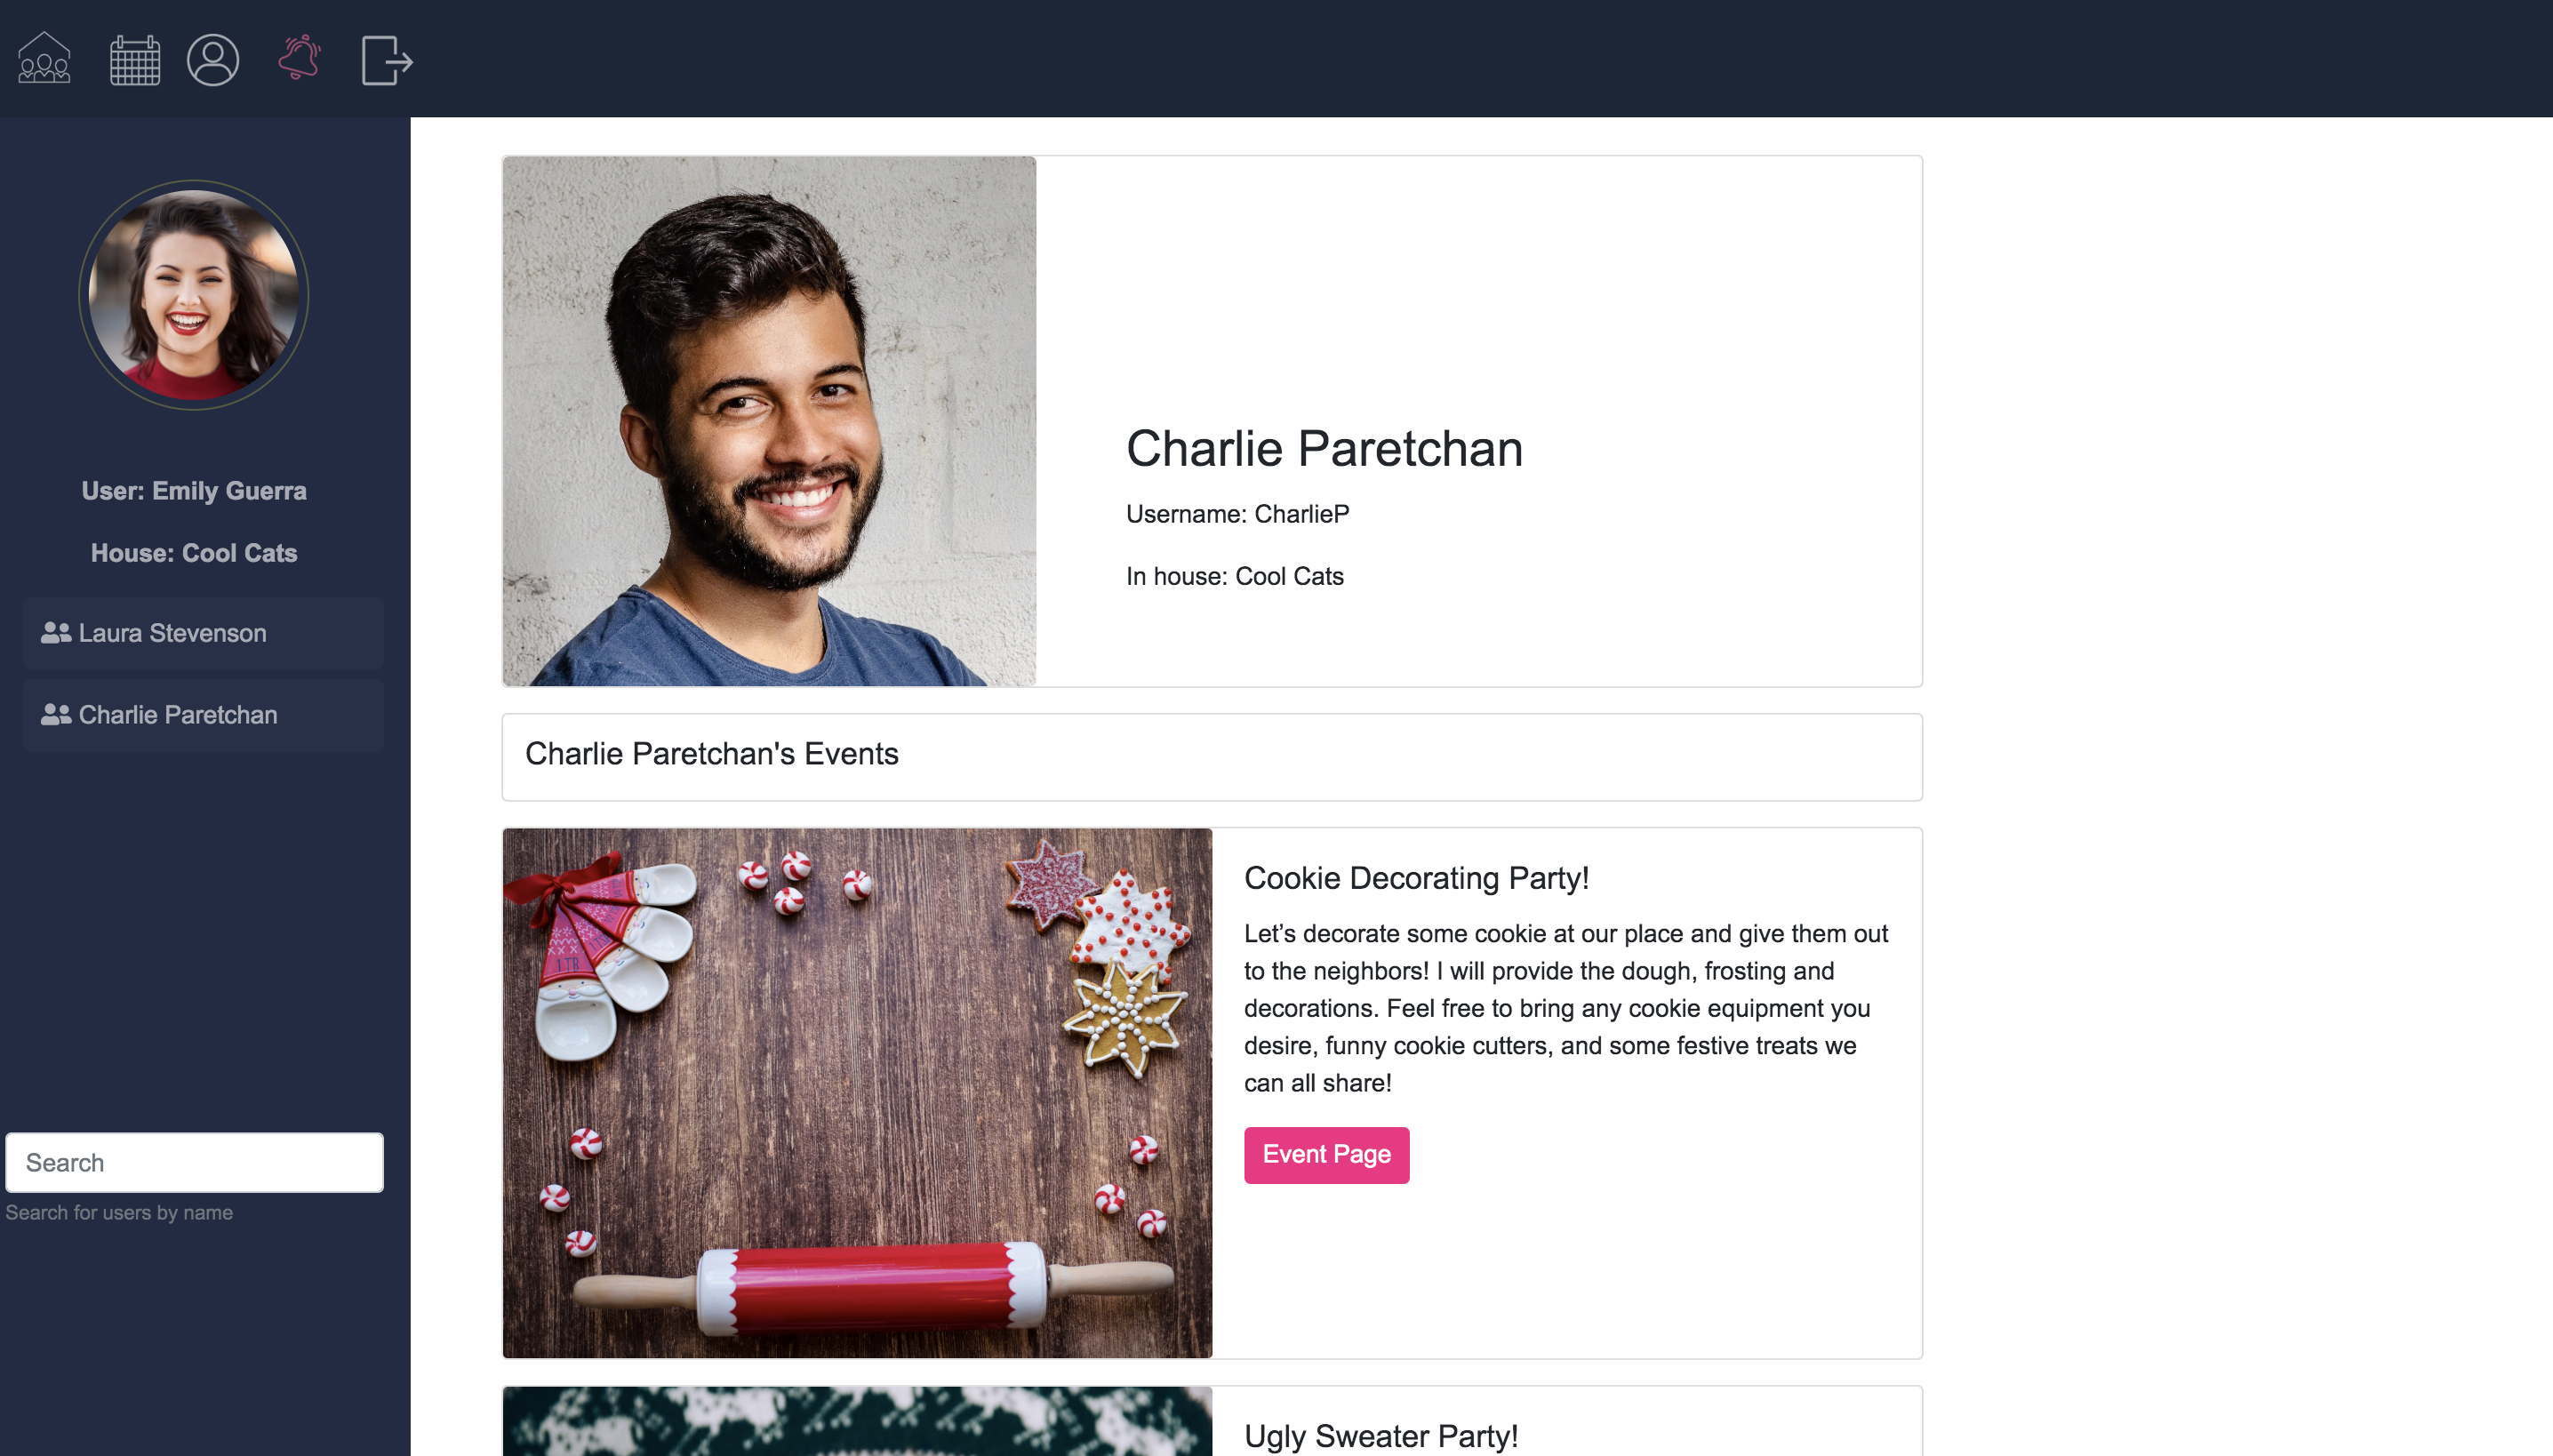 User: Emily Guerra
House: Cool Cats
Laura Stevenson
Charlie Paretchan
Search
Search for users by name
Charlie Paretchan
Username: CharlieP
In house: Cool Cats
Charlie Paretchan's Events
1 TB
Cookie Decorating Party!
Let’s decorate some cookie at our place and give them out
to the neighbors! I will provide the dough, frosting and
decorations. Feel free to bring any cookie equipment you
desire, funny cookie cutters, and some festive treats we
can all share!
Event Page
Ugly Sweater Party!